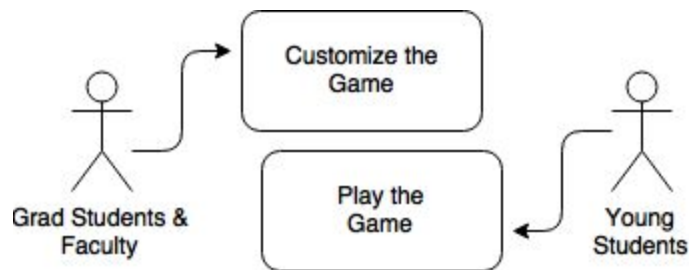 Customize the
Game
Grad Students &
Faculty
Play the
Game
Young
Students